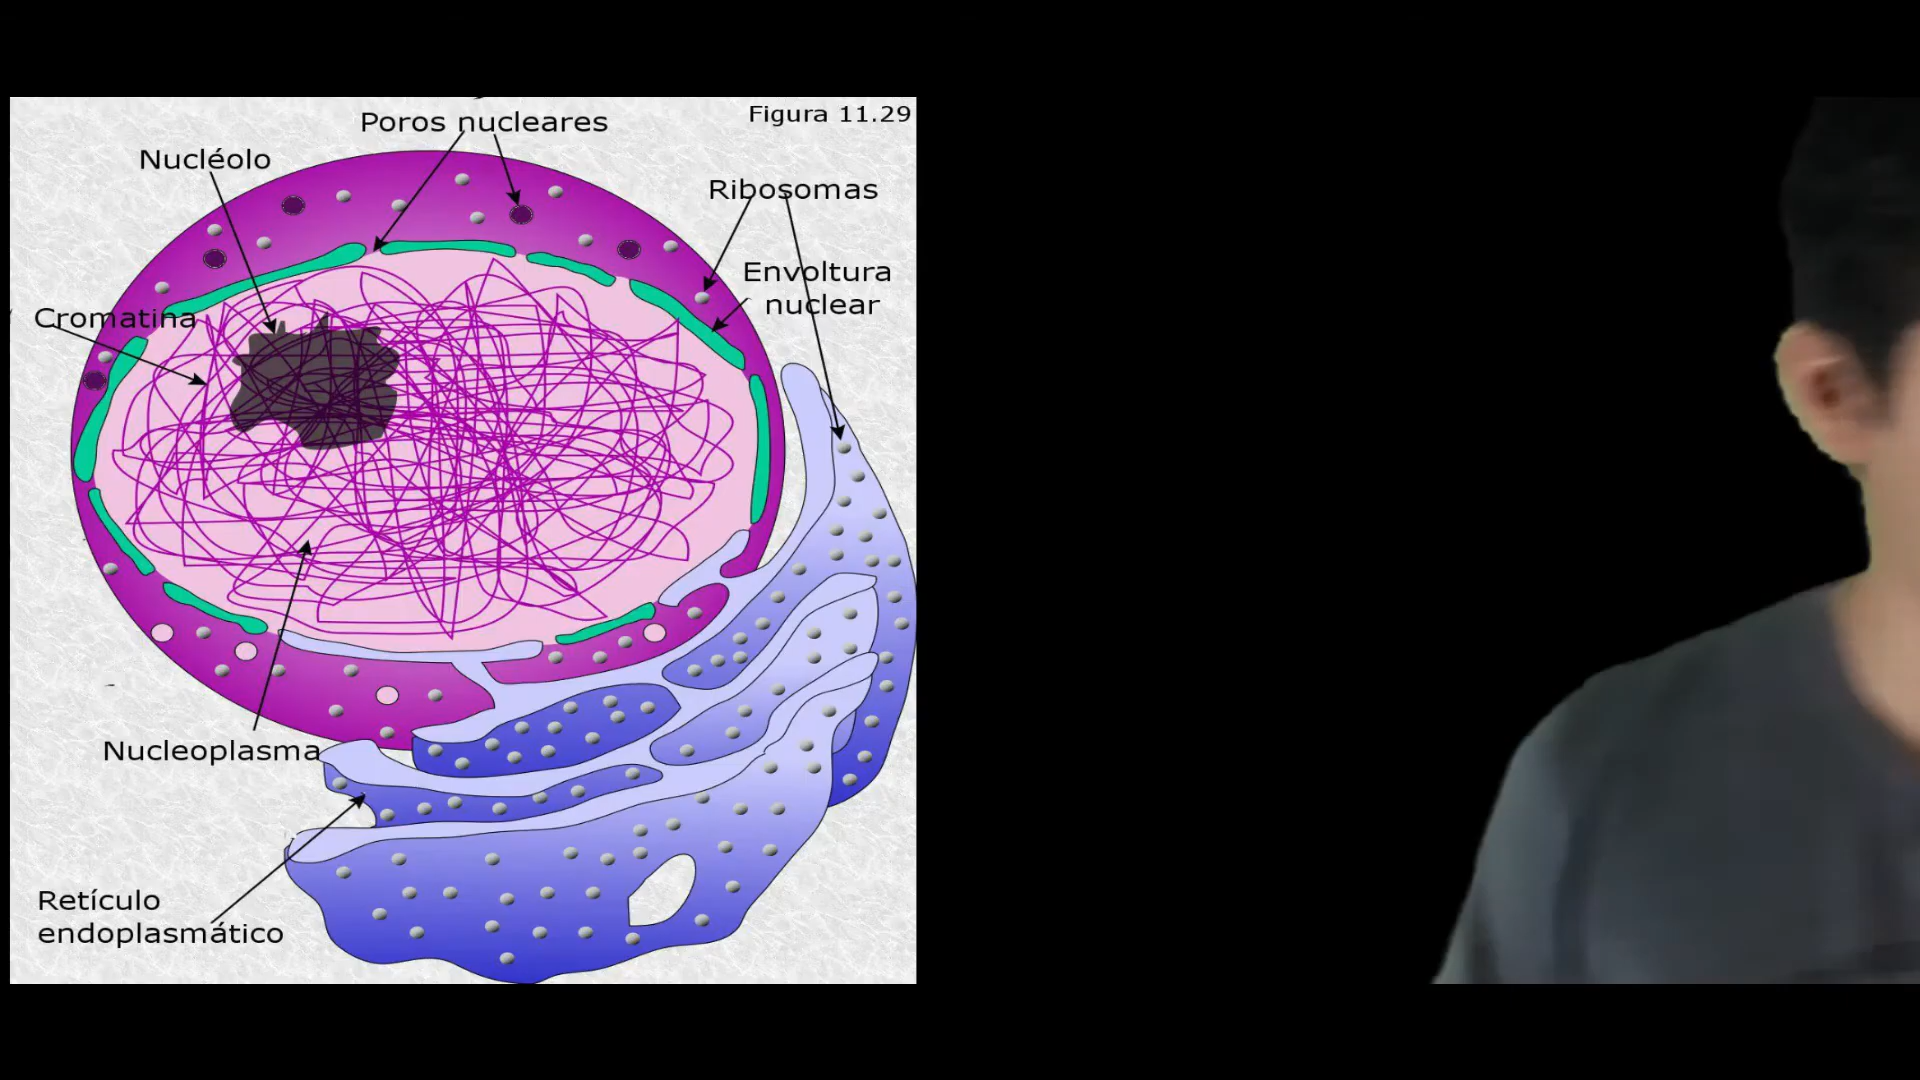 Figura 11.29
Poros nucleares
Nucléolo
Ribosomas
Envoltura
nuclear
Cromatina
Nucleoplasma
Retículo
endoplasmático